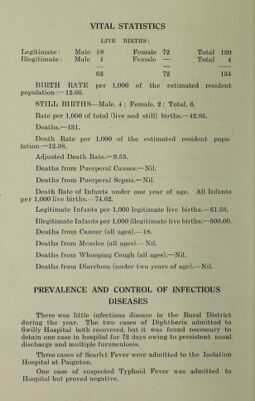 VITAL STATISTICS
LIVE BIRTHS:
Legitimate: Male 58 Female 72 Total 130
Illegitimate: Male 4 Female — Total 4
62 72 134
BIRTH RATE per 1,000 of the estimated resident
population:—12.66.
STILL BIRTHS—Male, 4; Female, 2; Total, 6.
Rate per 1,000 of total (live and still) births.—42.85.
Deaths.—131.
Death Rate per 1,000 of the estimated resident popu-
lation.—12.38.
Adjusted Death Rate.—9.53.
Deaths from Puerperal Causes.—Nil.
Deaths from Puerperal Sepsis.—Nil.
Death Rate of Infants under one year of age. All Infants
per 1,000 live births.—74.62.
Legitimate Infants per 1,000 legitimate live births.—61.53.
Illegitimate Infants per 1,000 illegitimate live births.—500.00.
Deaths from Cancer (all ages).—18.
Deaths from Measles (all ages).—Nil.
Deaths from Whooping Cough (all ages).—Nil.
Deaths from Diarrhœa (under two years of age).—Nil.
PREVALENCE AND CONTROL OF INFECTIOUS
DISEASES
There was little infectious disease in the Rural District
during the year. The two cases of Diphtheria admitted to
Swilly Hospital both recovered, but it was found necessary to
detain one case in hospital for 72 days owing to persistent nasal
discharge and multiple furunculosis.
Three cases of Scarlet Fever were admitted to the Isolation
Hospital at Paignton.
One case of suspected Typhoid Fever was admitted to
Hospital but proved negative.